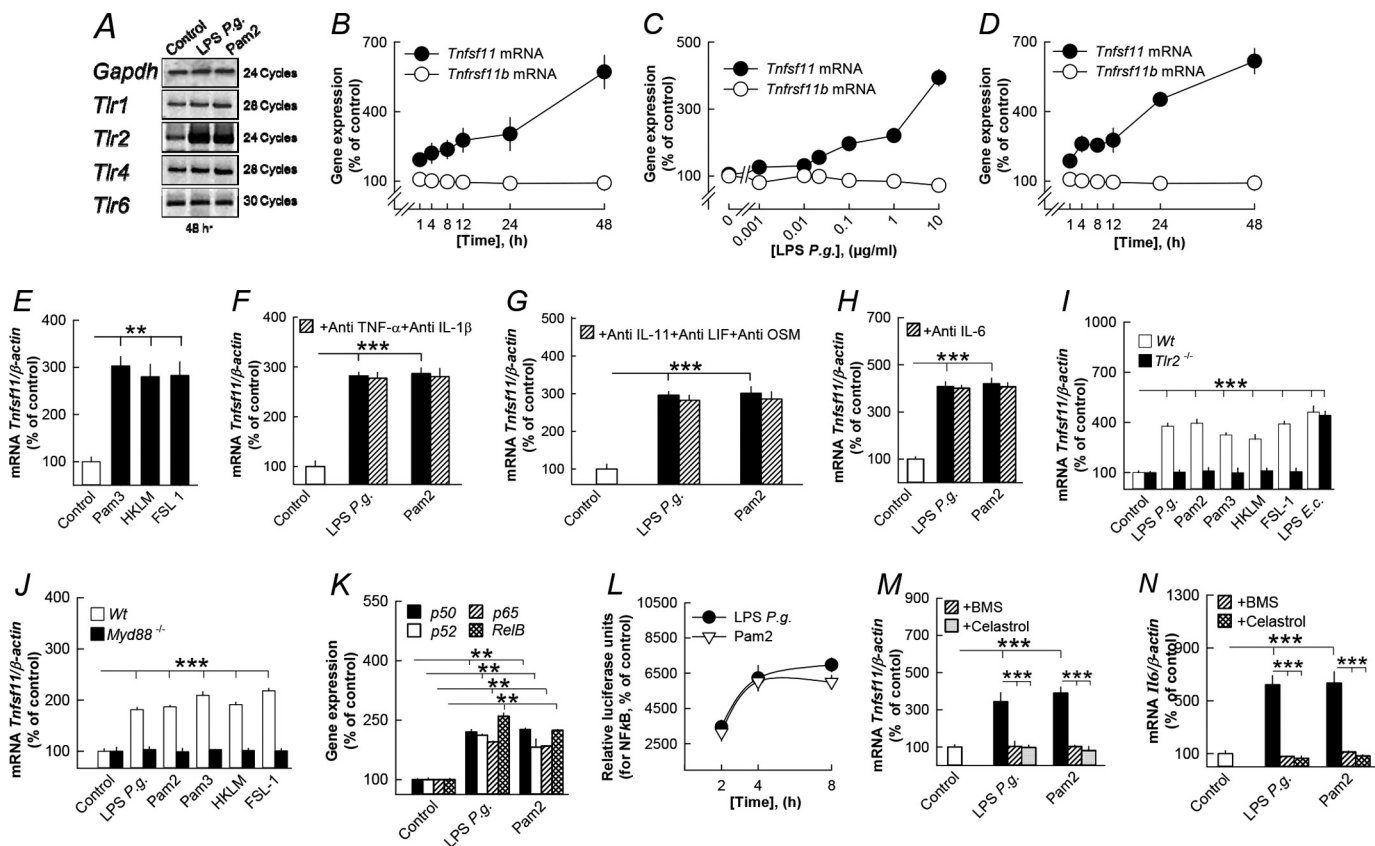 A
Control
LPS P.g.
Pam2
Gapdh
24 Cycles
Tlr1
28 Cycles
Tlr2
24 Cycles
Tlr4
28 Cycles
Tlr6
30 Cycles
B
Gene expression
(% of control)
700
400
100
Tnfsf11 mRNA
Tnfrsf11b mRNA
1 4 8 12 24 48
[Time], (h)
C
Gene expression
(% of control)
500
300
100
Tnfsf11 mRNA
Tnfrsf11b mRNA
0 0.001 0.01 0.1 1 10
[LPS P.g.], (µg/ml)
D
Gene expression
(% of control)
700
400
100
Tnfsf11 mRNA
Tnfrsf11b mRNA
1 4 8 12 24 48
[Time], (h)
E
mRNA Tnfsf11/β-actin
(% of control)
400
300
200
100
**
Control
Pam3
HKLM
FSL 1
F
mRNA Tnfsf11/β-actin
(% of control)
400
300
200
100
+Anti TNF-α+Anti IL-1β
***
Control
LPS P.g.
Pam2
G
mRNA Tnfsf11/β-actin
(% of control)
500
400
300
200
100
+Anti IL-11+Anti LIF+Anti OSM
***
Control
LPS P.g.
Pam2
H
mRNA Tnfsf11/β-actin
(% of control)
700
500
300
100
+Anti IL-6
***
Control
LPS P.g.
Pam2
I
mRNA Tnfsf11/β-actin
(% of control)
1000
700
400
100
Wt
Tlr2 -/-
***
Control
LPS P.g.
Pam2
Pam3
HKLM
FSL-1
LPS E.c.
J
mRNA Tnfsf11/β-actin
(% of control)
400
300
200
100
Wt
Myd88 -/-
***
Control
LPS P.g.
Pam2
Pam3
HKLM
FSL-1
K
Gene expression
(% of control)
550
400
250
100
p50 p65
p52 RelB
**
**
**
**
Control
LPS P.g.
Pam2
L
Relative luciferase units
(for NFkB, % of control)
10500
7500
5000
2500
LPS P.g.
Pam2
2 4 8
[Time], (h)
M
mRNA Tnfsf11/β-actin
(% of control)
900
700
500
300
100
+BMS
+Celastrol
***
*** ***
Control
LPS P.g.
Pam2
N
mRNA Il6/β-actin
(% of control)
1300
900
700
400
100
+BMS
+Celastrol
***
*** ***
Control
LPS P.g.
Pam2